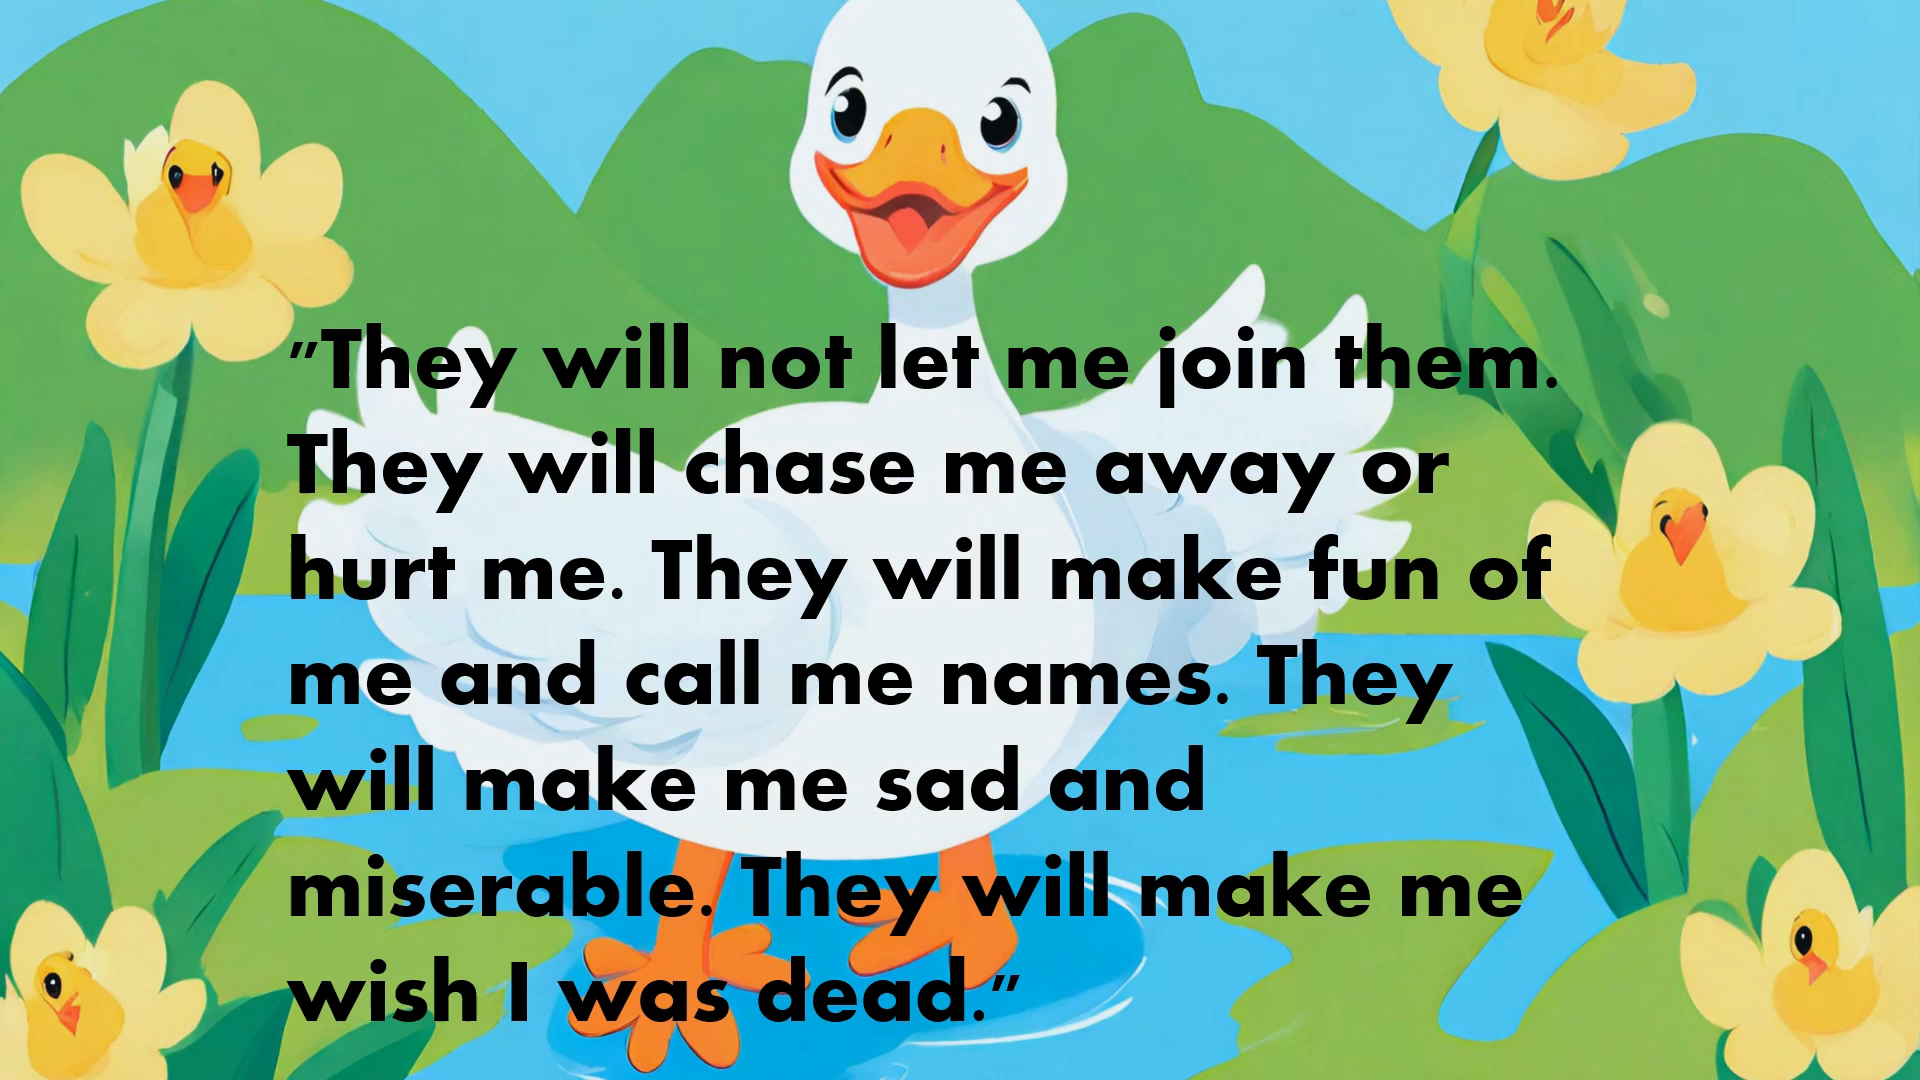 "They will not let me join them.
They will chase me away or
hurt me. They will make fun of
me and call me names. They
will make me sad and
miserable. They will make me
wish I was dead."